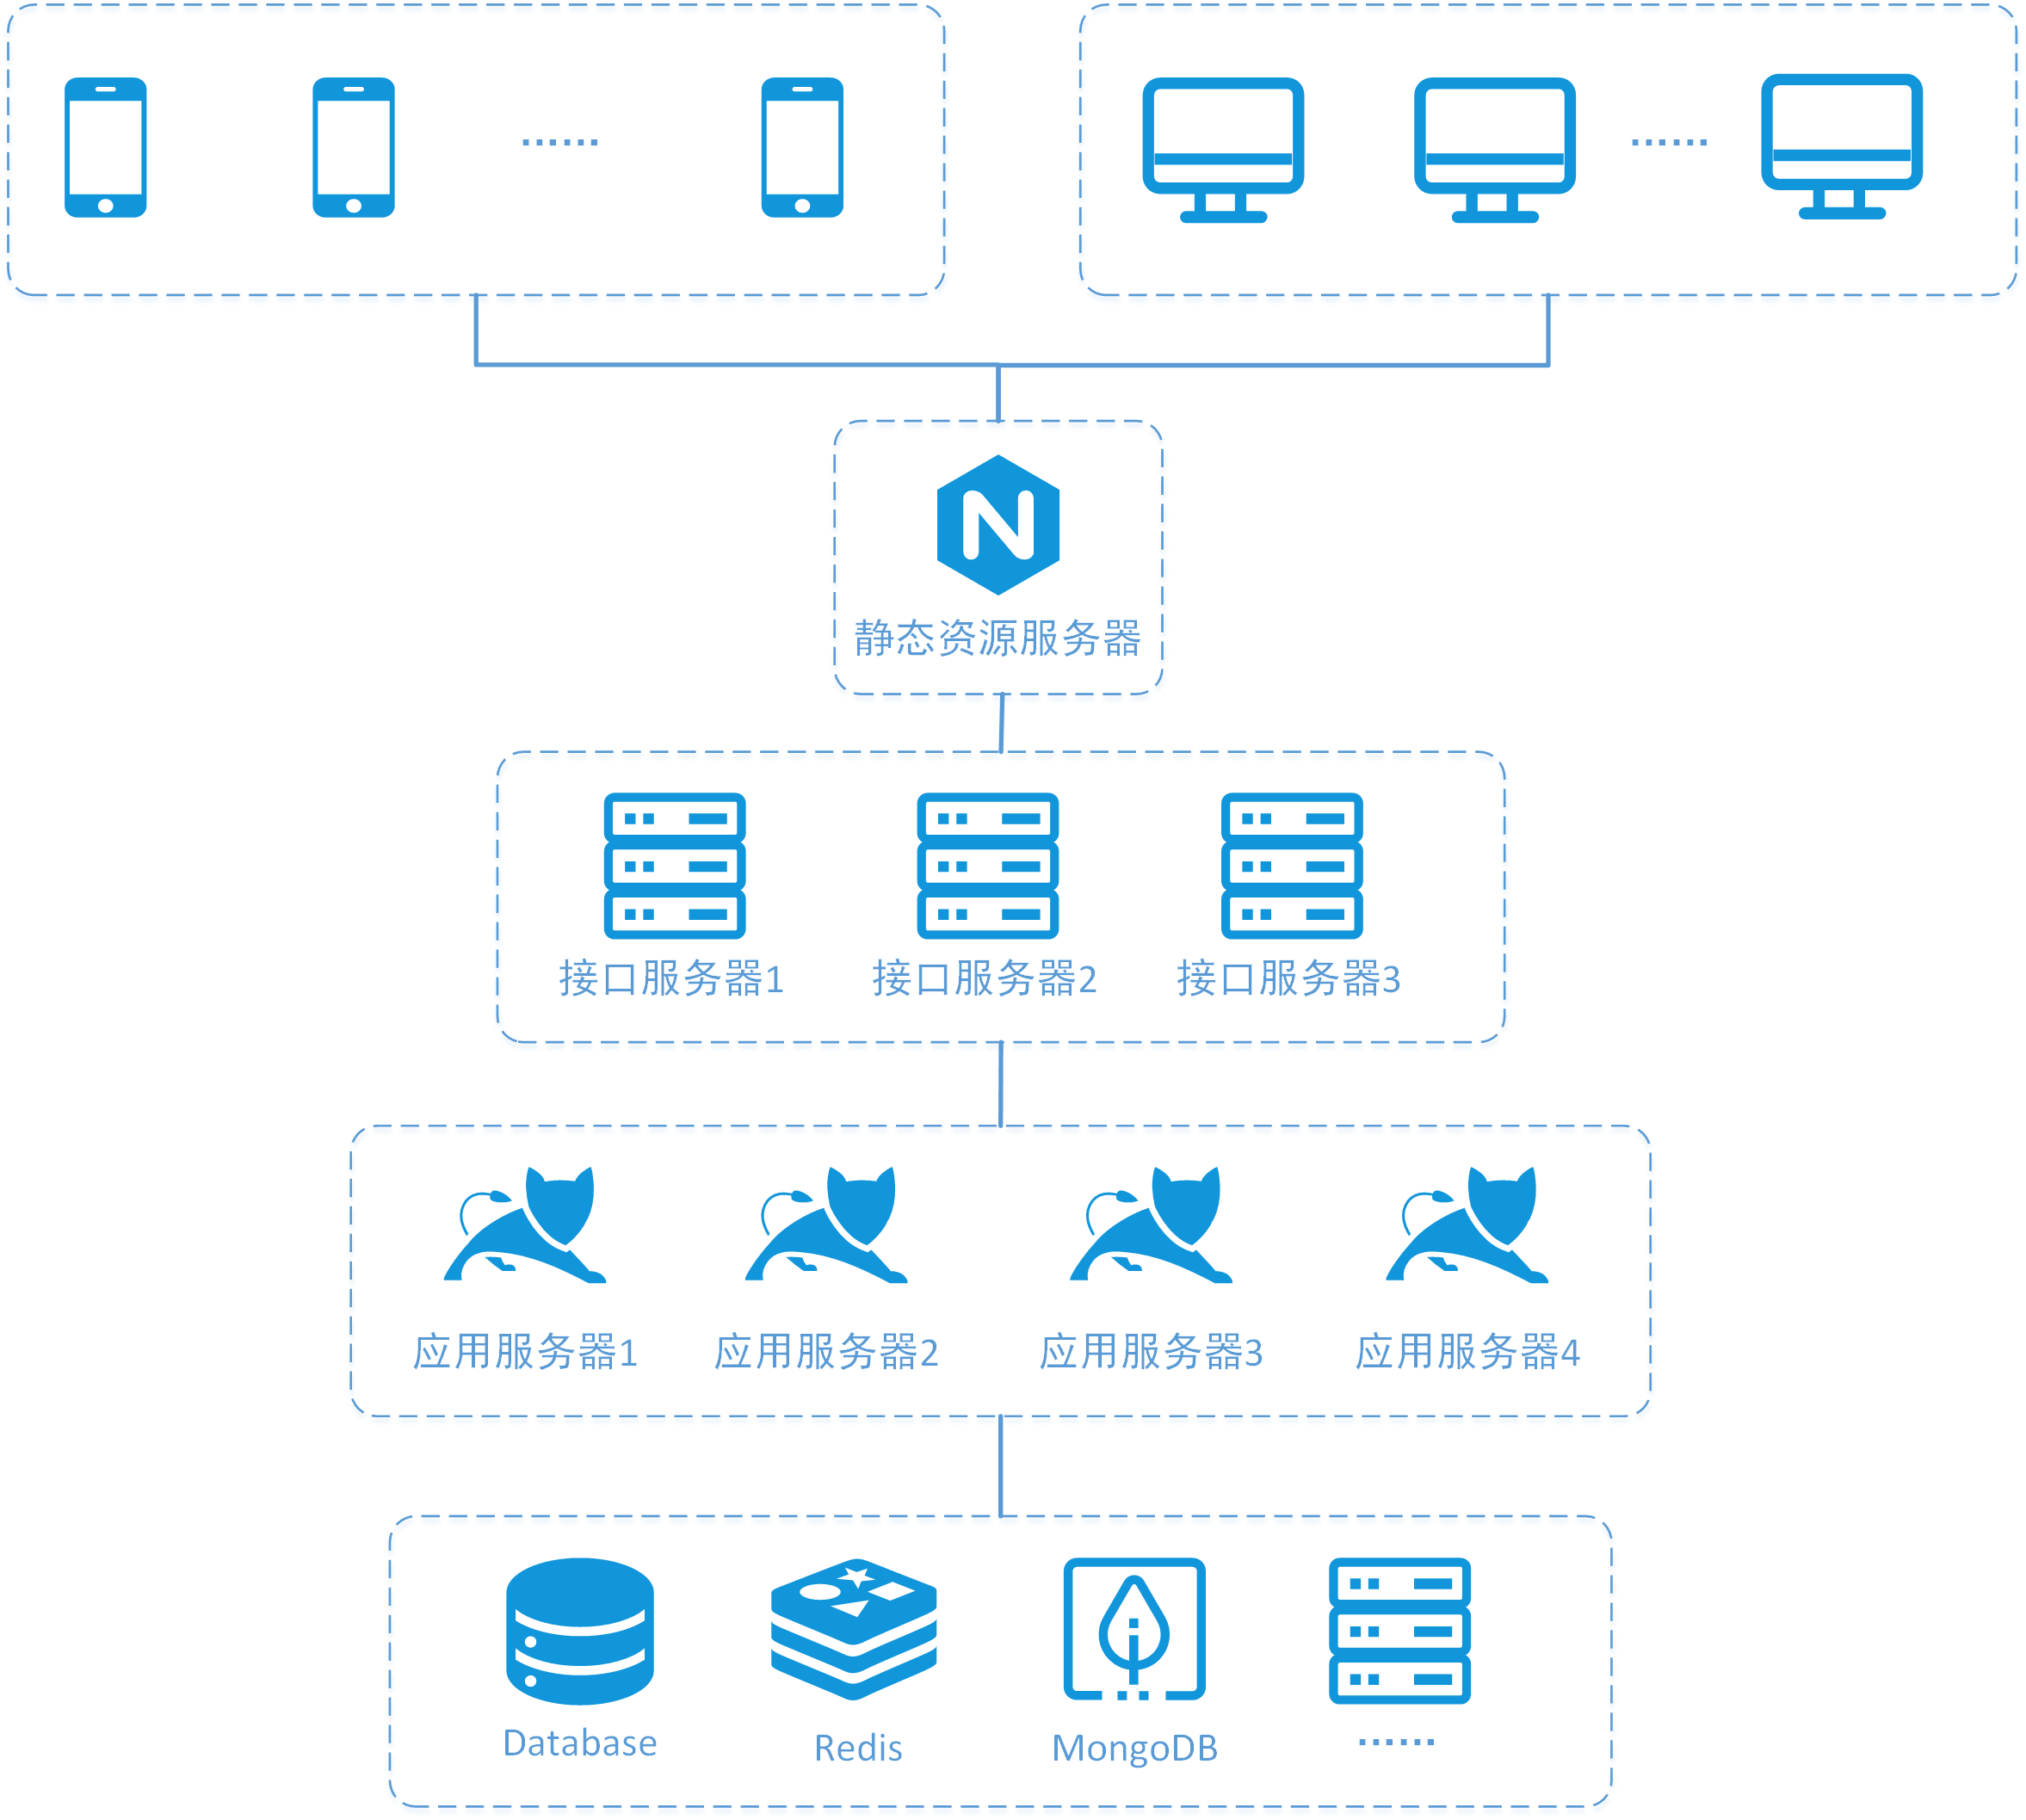 ······
······
静态资源服务器
接口服务器1
接口服务器2
接口服务器3
应用服务器1
应用服务器2
应用服务器3
应用服务器4
Database
Redis
MongoDB
······